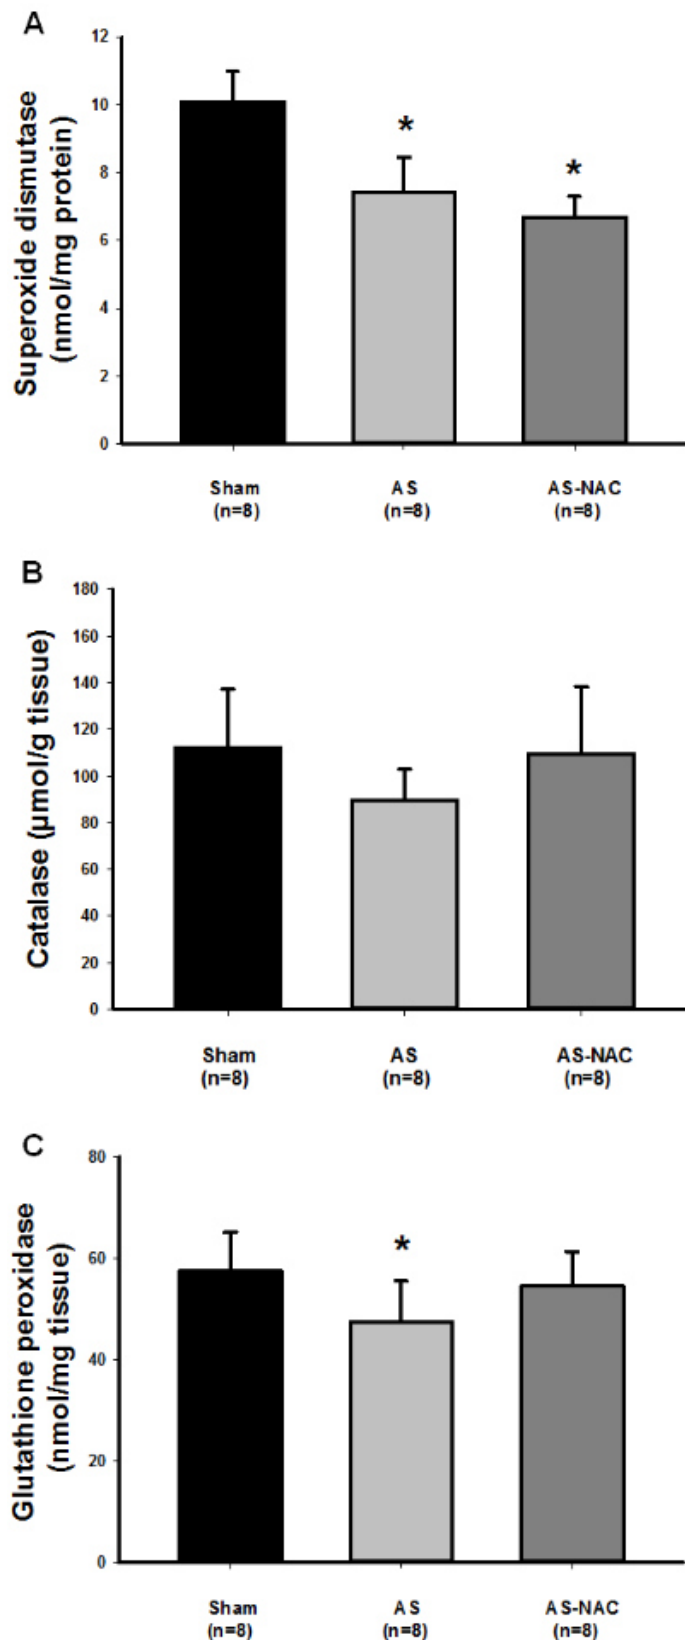 A
Superoxide dismutase
(nmol/mg protein)
12
10
8
6
4
2
0
*
*
Sham
(n=8)
AS
(n=8)
AS-NAC
(n=8)
B
Catalase (µmol/g tissue)
180
160
140
120
100
80
60
40
20
0
Sham
(n=8)
AS
(n=8)
AS-NAC
(n=8)
C
Glutathione peroxidase
(nmol/mg tissue)
80
60
40
20
0
*
Sham
(n=8)
AS
(n=8)
AS-NAC
(n=8)